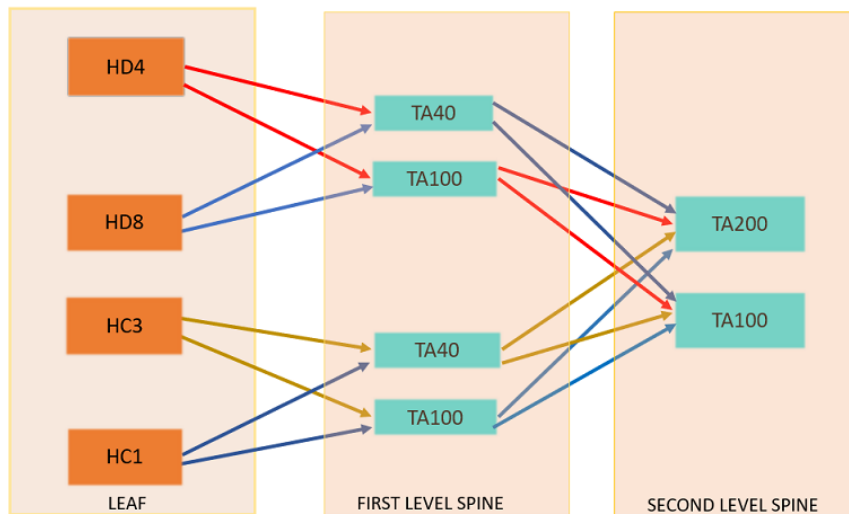 HD4
HD8
HC3
HC1
LEAF
TA40
TA100
TA40
TA100
FIRST LEVEL SPINE
TA200
TA100
SECOND LEVEL SPINE